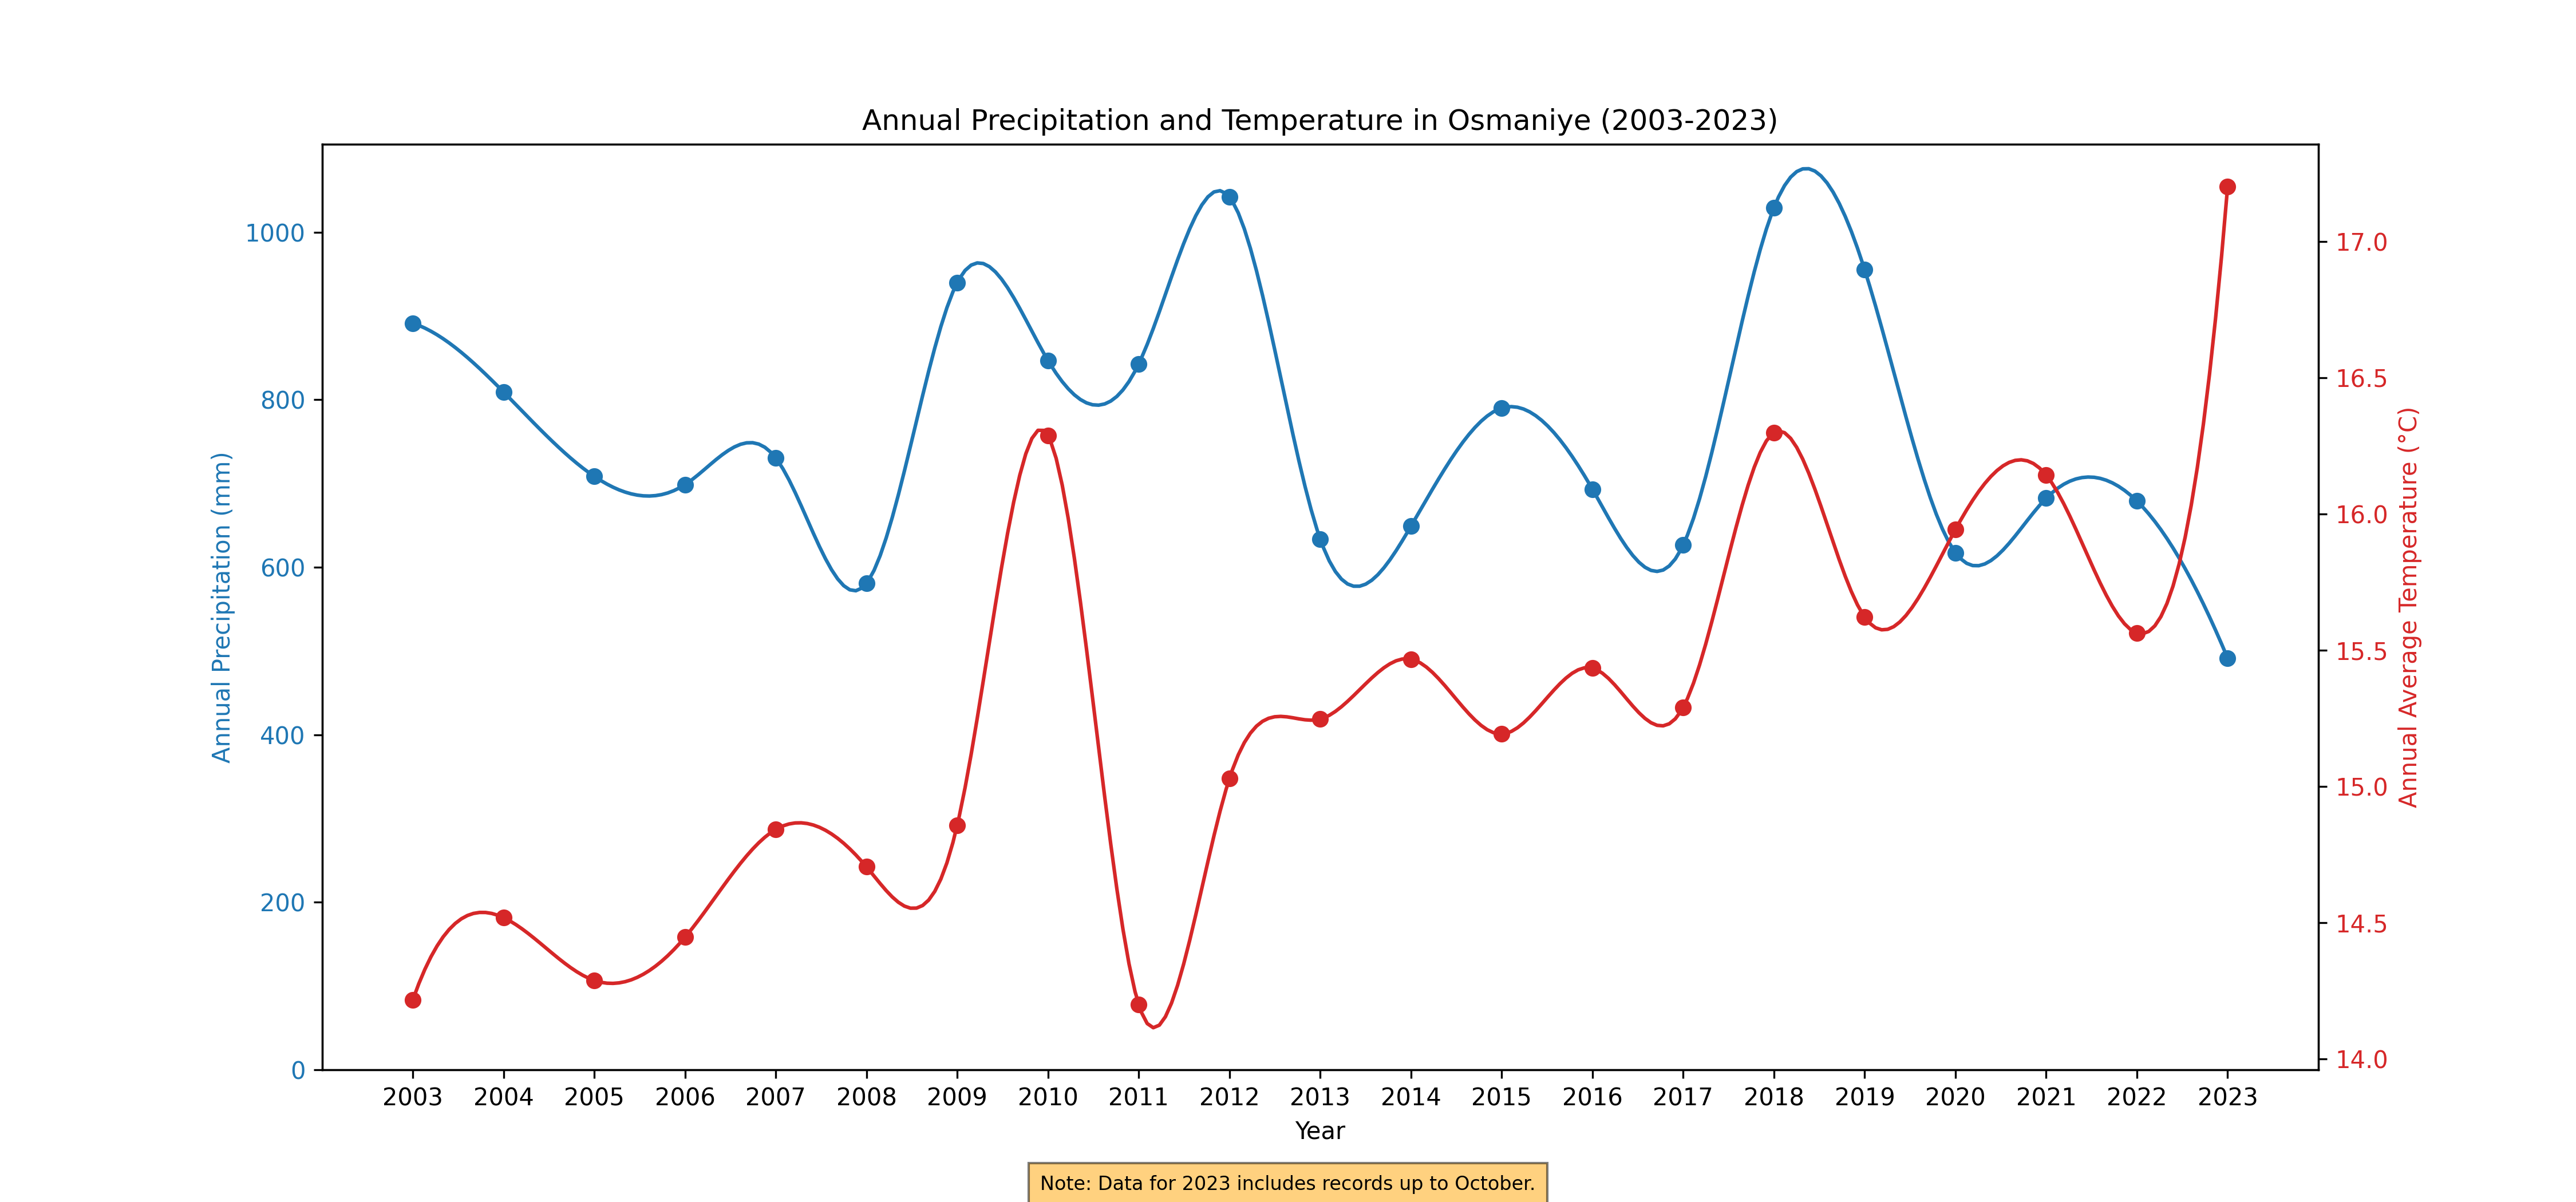 Annual Precipitation and Temperature in Osmaniye (2003-2023)
Annual Precipitation (mm)
1000
800
600
400
200
0
17.0
16.5
16.0
15.5
15.0
14.5
14.0
Annual Average Temperature (°C)
2003 2004 2005 2006 2007 2008 2009 2010 2011 2012 2013 2014 2015 2016 2017 2018 2019 2020 2021 2022 2023
Year
Note: Data for 2023 includes records up to October.